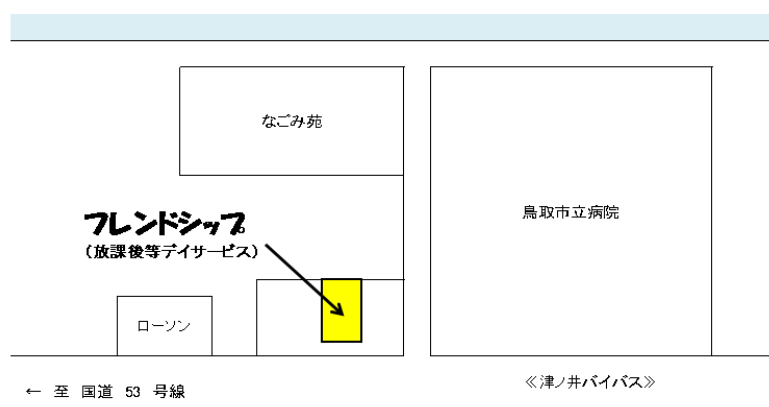 なごみ苑
鳥取市立病院
フレンドシップ
（放課後等デイサービス）
ローソン
← 至 国道 53 号線
≪津ノ井バイパス≫